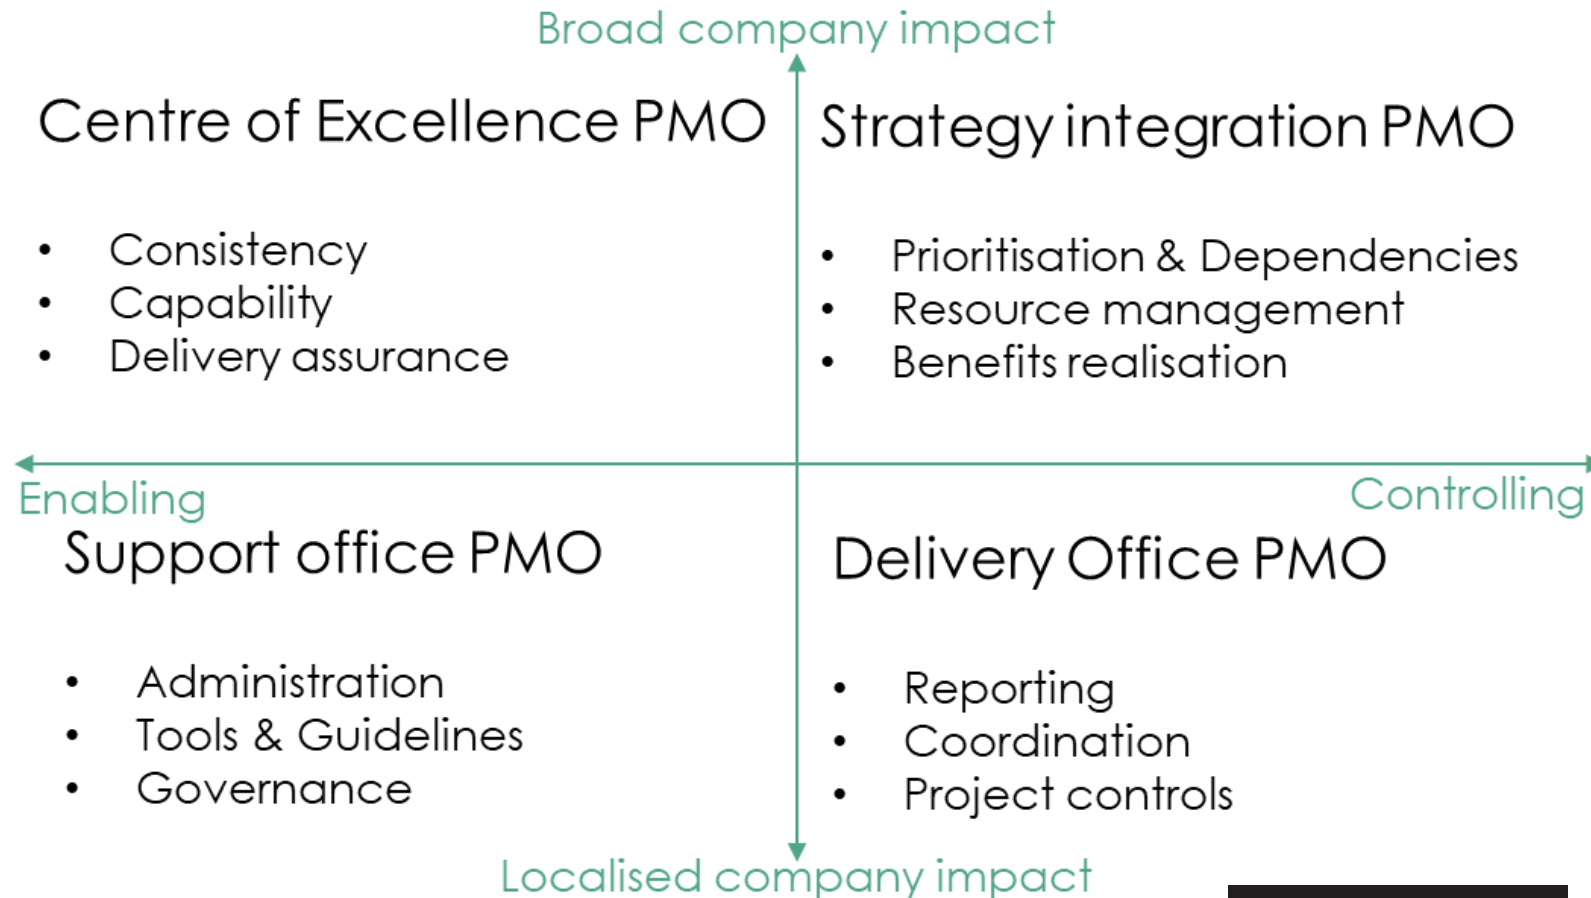 Broad company impact
Centre of Excellence PMO
• Consistency
• Capability
• Delivery assurance
Strategy integration PMO
• Prioritisation & Dependencies
• Resource management
• Benefits realisation
Enabling
Controlling
Support office PMO
• Administration
• Tools & Guidelines
• Governance
Delivery Office PMO
• Reporting
• Coordination
• Project controls
Localised company impact